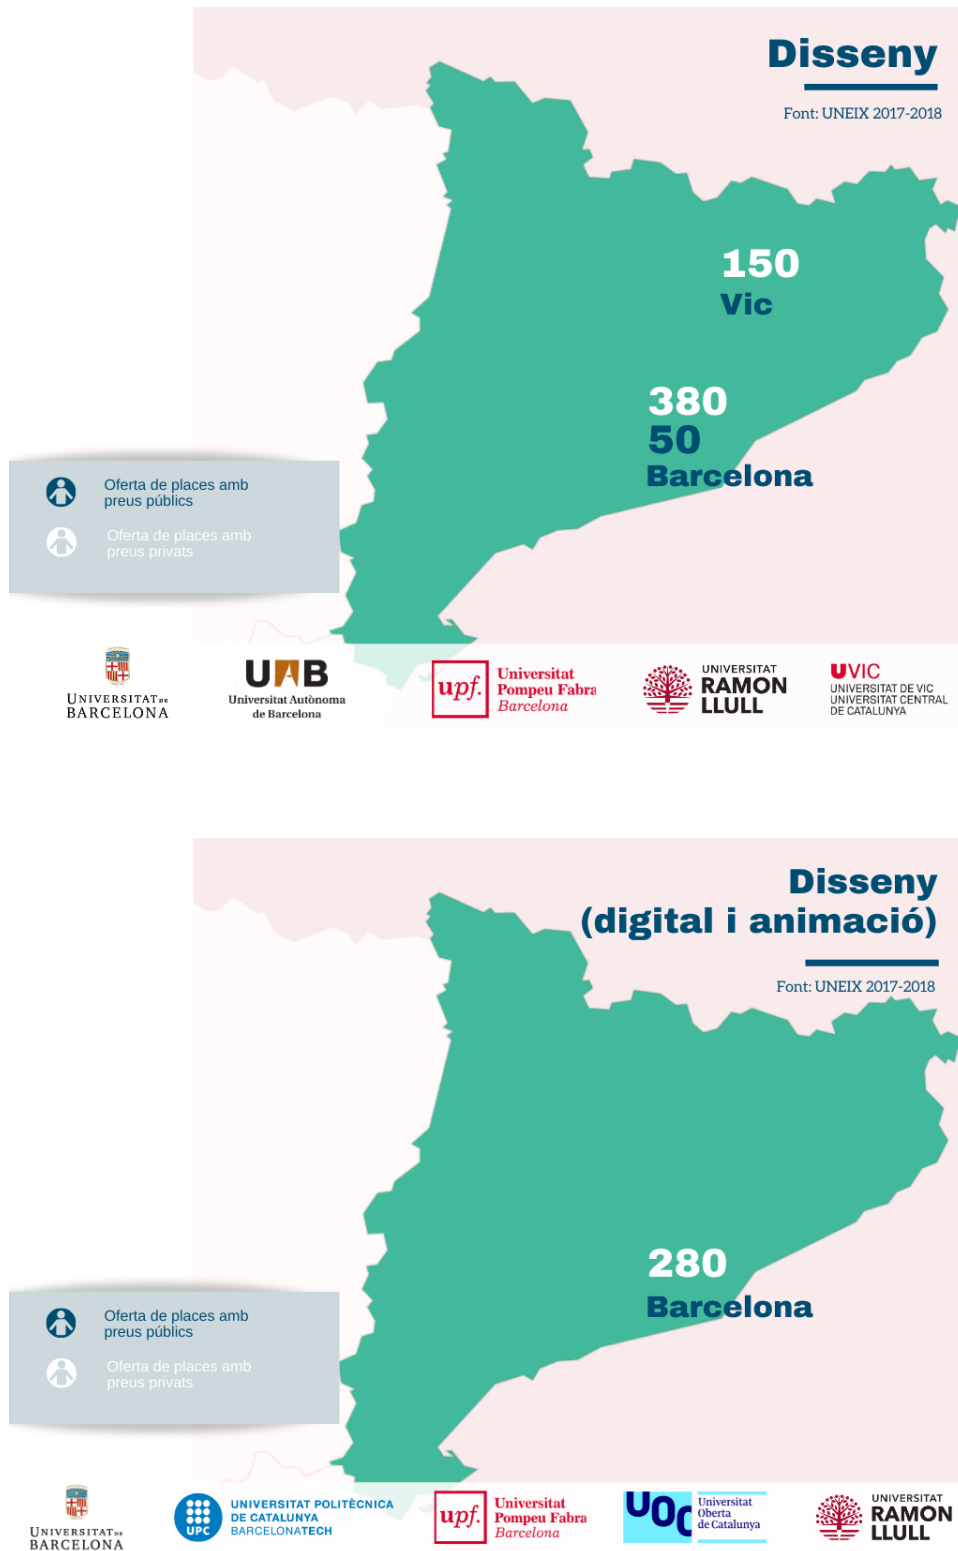 Disseny
Font: UNEIX 2017-2018
150
Vic
380
50
Barcelona
Oferta de places amb
preus públics
Oferta de places amb
preus privats
UNIVERSITAT DE
BARCELONA
UAB
Universitat Autònoma
de Barcelona
upf.
Universitat
Pompeu Fabra
Barcelona
UNIVERSITAT
RAMON
LLULL
UVIC
UNIVERSITAT DE VIC
UNIVERSITAT CENTRAL
DE CATALUNYA
Disseny
(digital i animació)
Font: UNEIX 2017-2018
280
Barcelona
Oferta de places amb
preus públics
Oferta de places amb
preus privats
UNIVERSITAT DE
BARCELONA
UPC
UNIVERSITAT POLITÈCNICA
DE CATALUNYA
BARCELONATECH
upf.
Universitat
Pompeu Fabra
Barcelona
UOC
Universitat
Oberta
de Catalunya
UNIVERSITAT
RAMON
LLULL